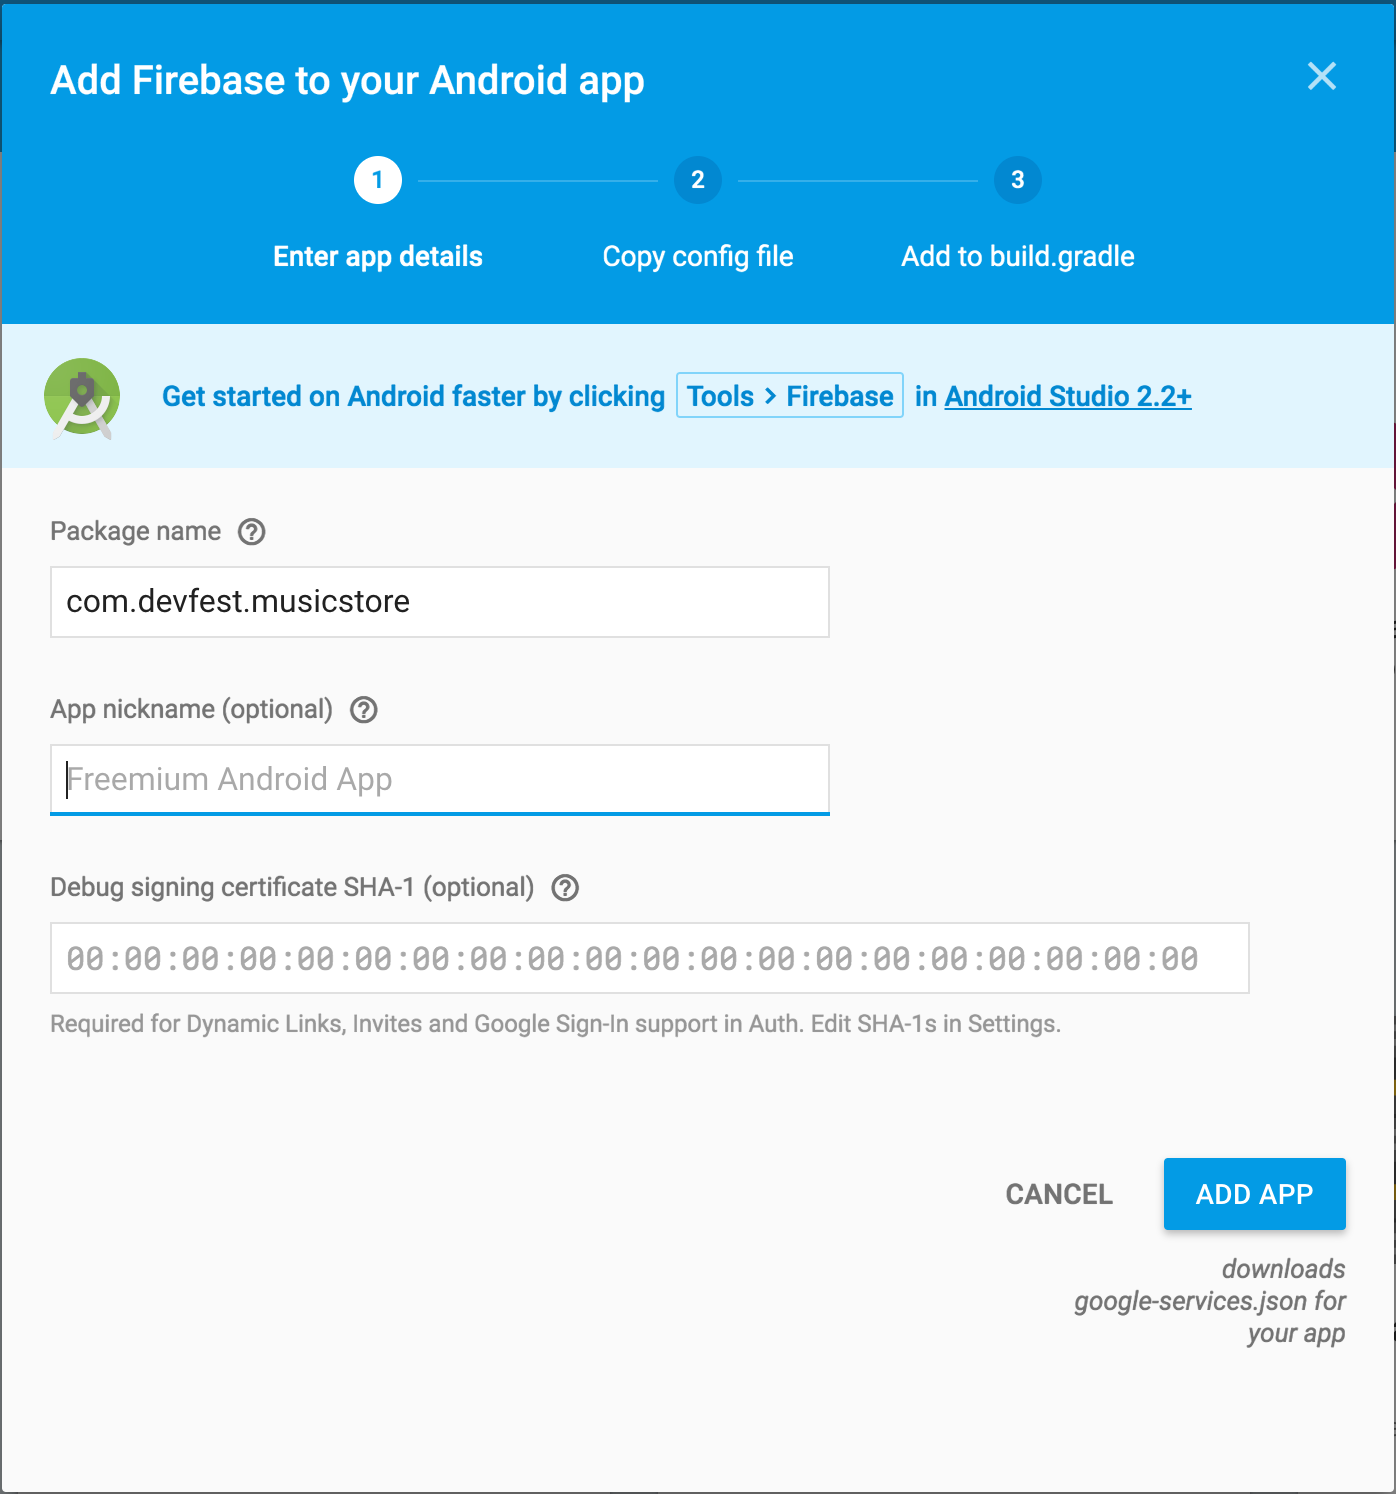 Add Firebase to your Android app
1
2
3
Enter app details
Copy config file
Add to build.gradle
Get started on Android faster by clicking Tools > Firebase in Android Studio 2.2+
Package name
com.devfest.musicstore
App nickname (optional)
Freemium Android App
Debug signing certificate SHA-1 (optional)
00:00:00:00:00:00:00:00:00:00:00:00:00:00:00:00:00:00:00:00
Required for Dynamic Links, Invites and Google Sign-In support in Auth. Edit SHA-1s in Settings.
CANCEL
ADD APP
downloads
google-services.json for
your app